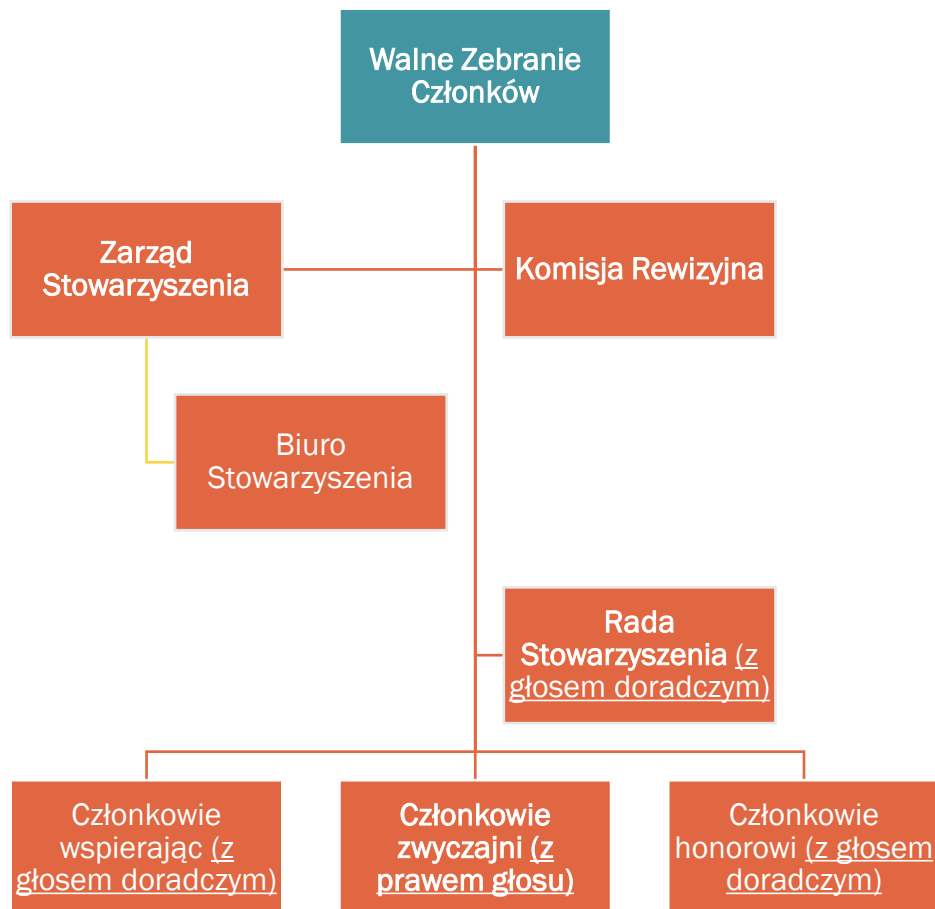 Walne Zebranie
Członków
Zarząd
Stowarzyszenia
Komisja Rewizyjna
Biuro
Stowarzyszenia
Rada
Stowarzyszenia (z
głosem doradczym)
Członkowie
wspierając (z
głosem doradczym)
Członkowie
zwyczajni (z
prawem głosu)
Członkowie
honorowi (z głosem
doradczym)